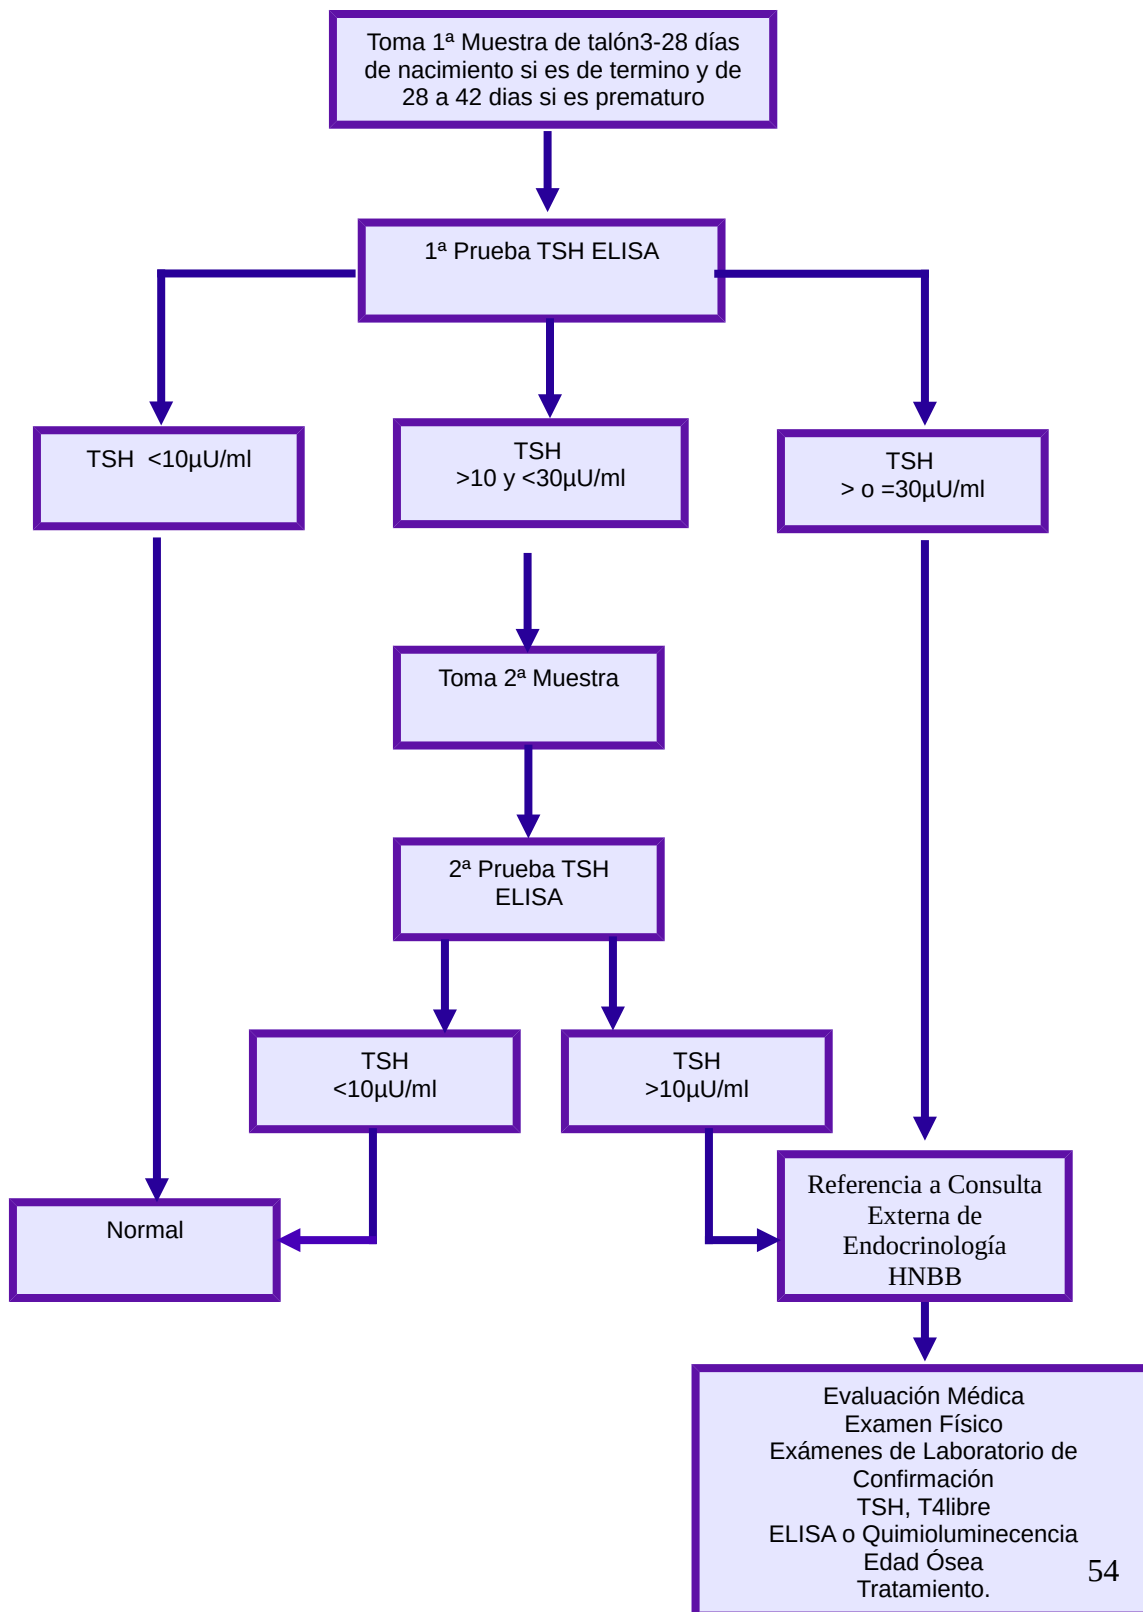 Toma 1ª Muestra de talón3-28 días
de nacimiento si es de termino y de
28 a 42 dias si es prematuro
1ª Prueba TSH ELISA
TSH <10µU/ml
TSH
>10 y <30µU/ml
TSH
> o =30µU/ml
Toma 2ª Muestra
2ª Prueba TSH
ELISA
TSH
<10µU/ml
TSH
>10µU/ml
Normal
Referencia a Consulta
Externa de
Endocrinología
HNBB
Evaluación Médica
Examen Físico
Exámenes de Laboratorio de
Confirmación
TSH, T4libre
ELISA o Quimioluminecencia
Edad Ósea
Tratamiento.
54